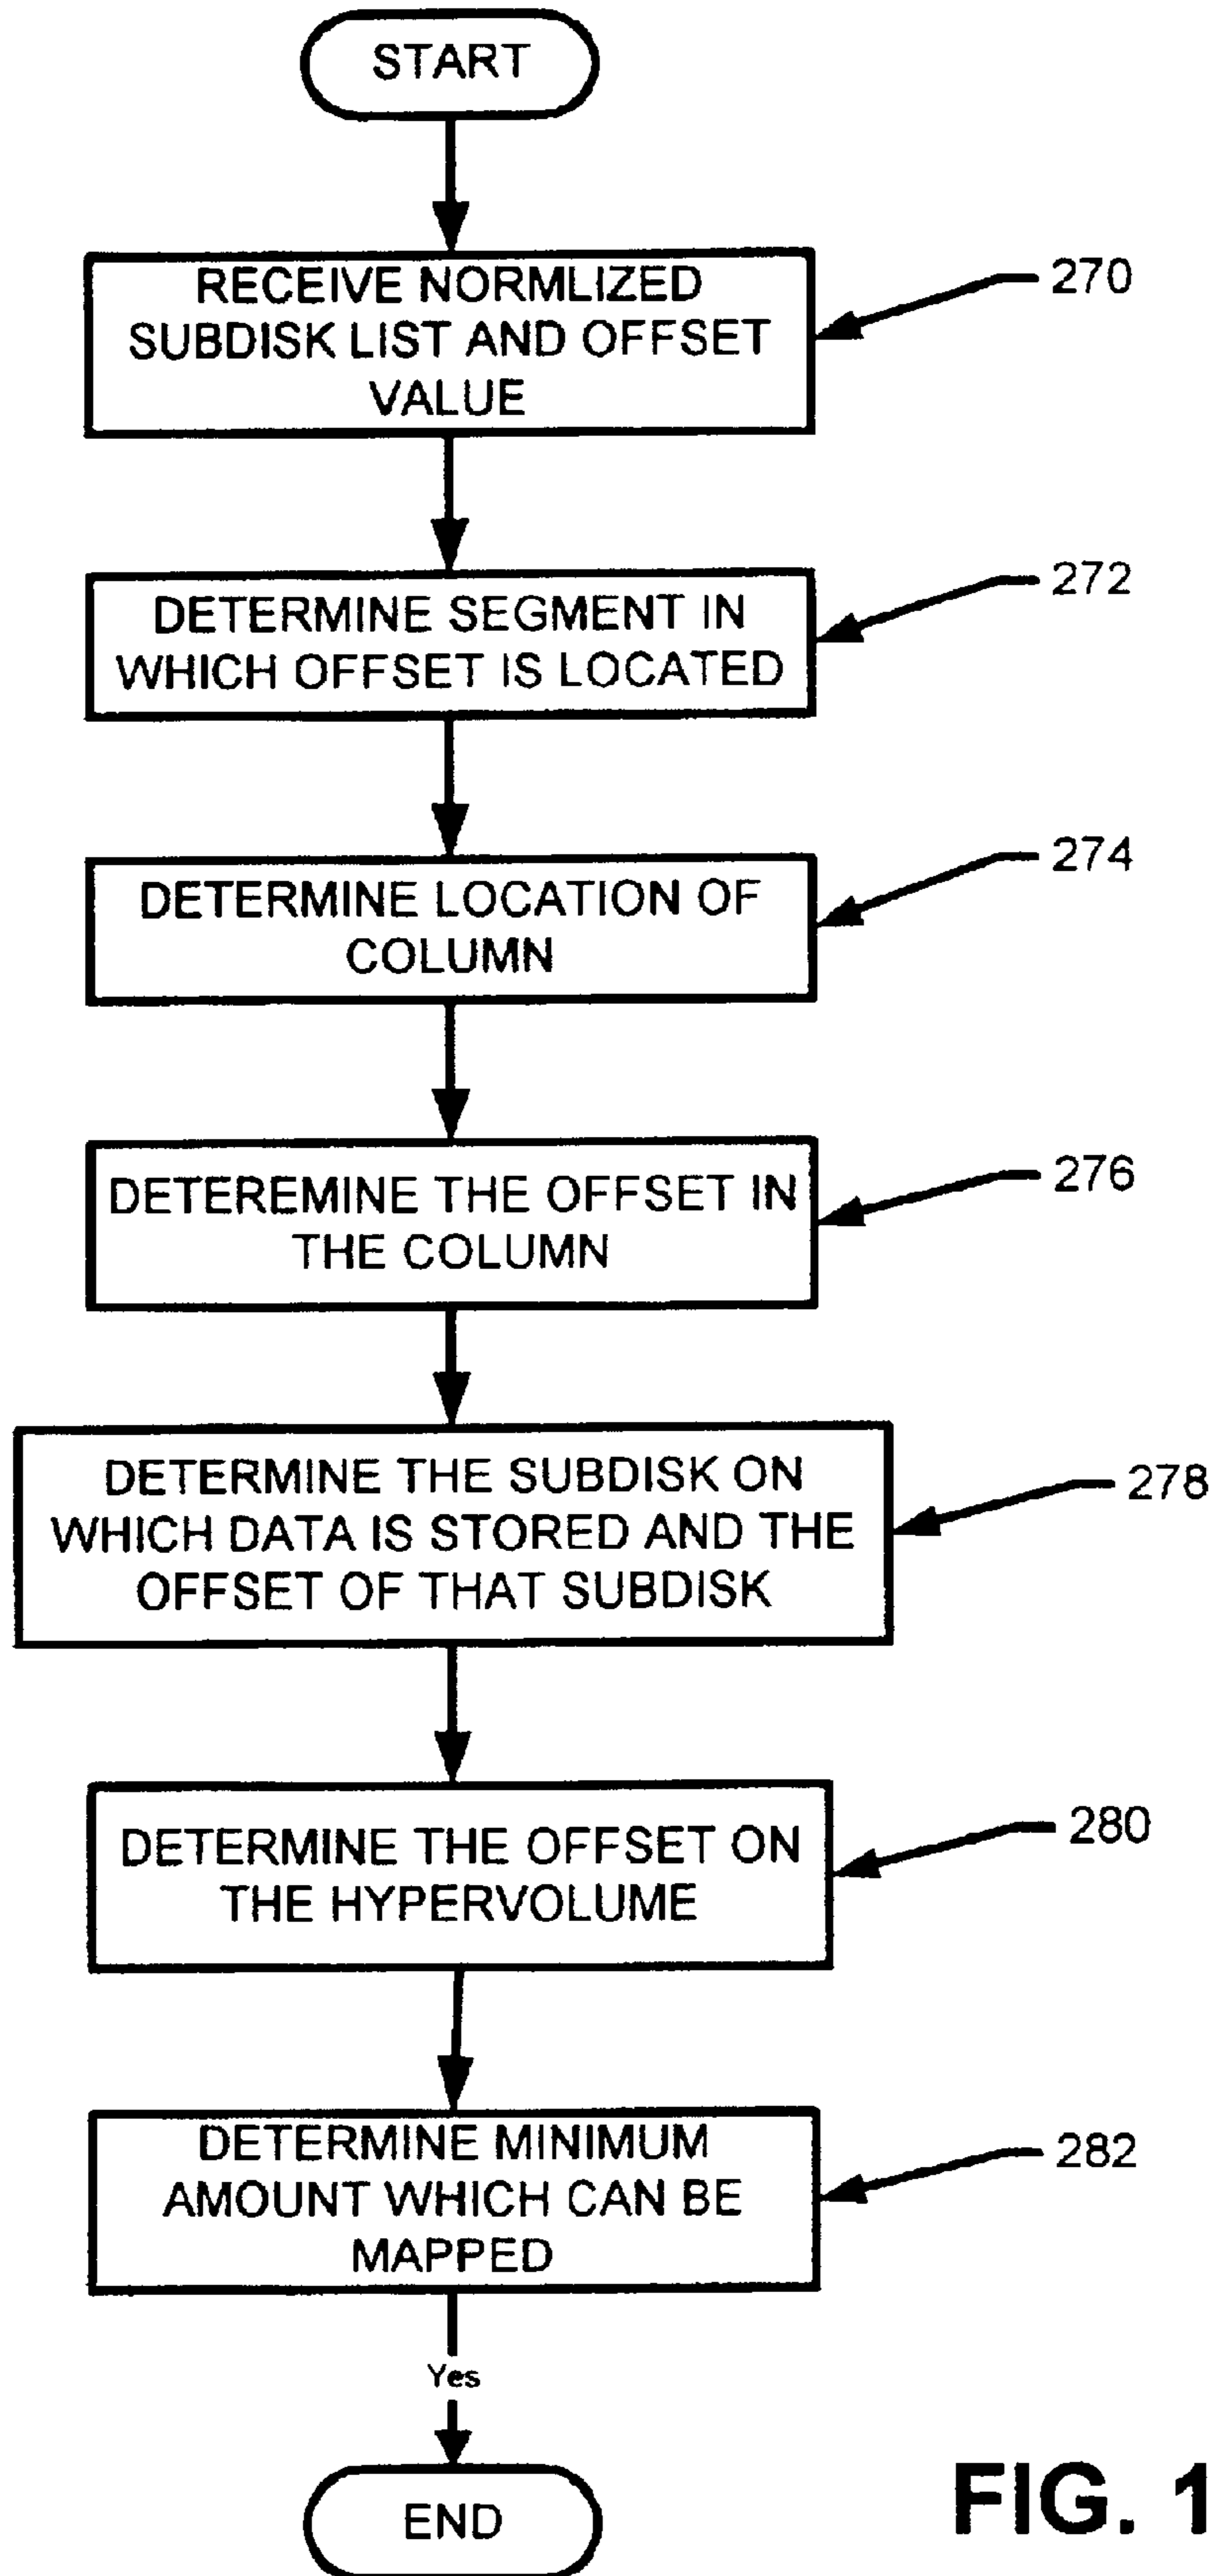 START
RECEIVE NORMLIZED
SUBDISK LIST AND OFFSET
VALUE
270
DETERMINE SEGMENT IN
WHICH OFFSET IS LOCATED
272
DETERMINE LOCATION OF
COLUMN
274
DETEREMINE THE OFFSET IN
THE COLUMN
276
DETERMINE THE SUBDISK ON
WHICH DATA IS STORED AND THE
OFFSET OF THAT SUBDISK
278
DETERMINE THE OFFSET ON
THE HYPERVOLUME
280
DETERMINE MINIMUM
AMOUNT WHICH CAN BE
MAPPED
282
Yes
END
FIG. 1